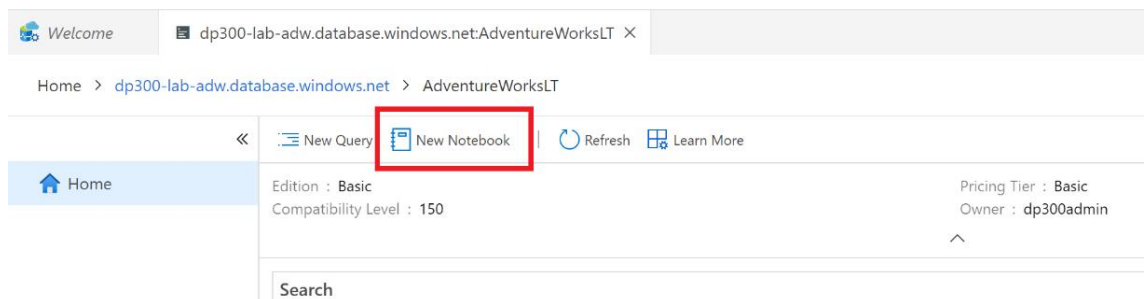 Welcome dp300-lab-adw.database.windows.net:AdventureWorksLT
Home > dp300-lab-adw.database.windows.net > AdventureWorksLT
« New Query New Notebook | Refresh Learn More
Home
Edition : Basic Pricing Tier : Basic
Compatibility Level : 150 Owner : dp300admin
Search